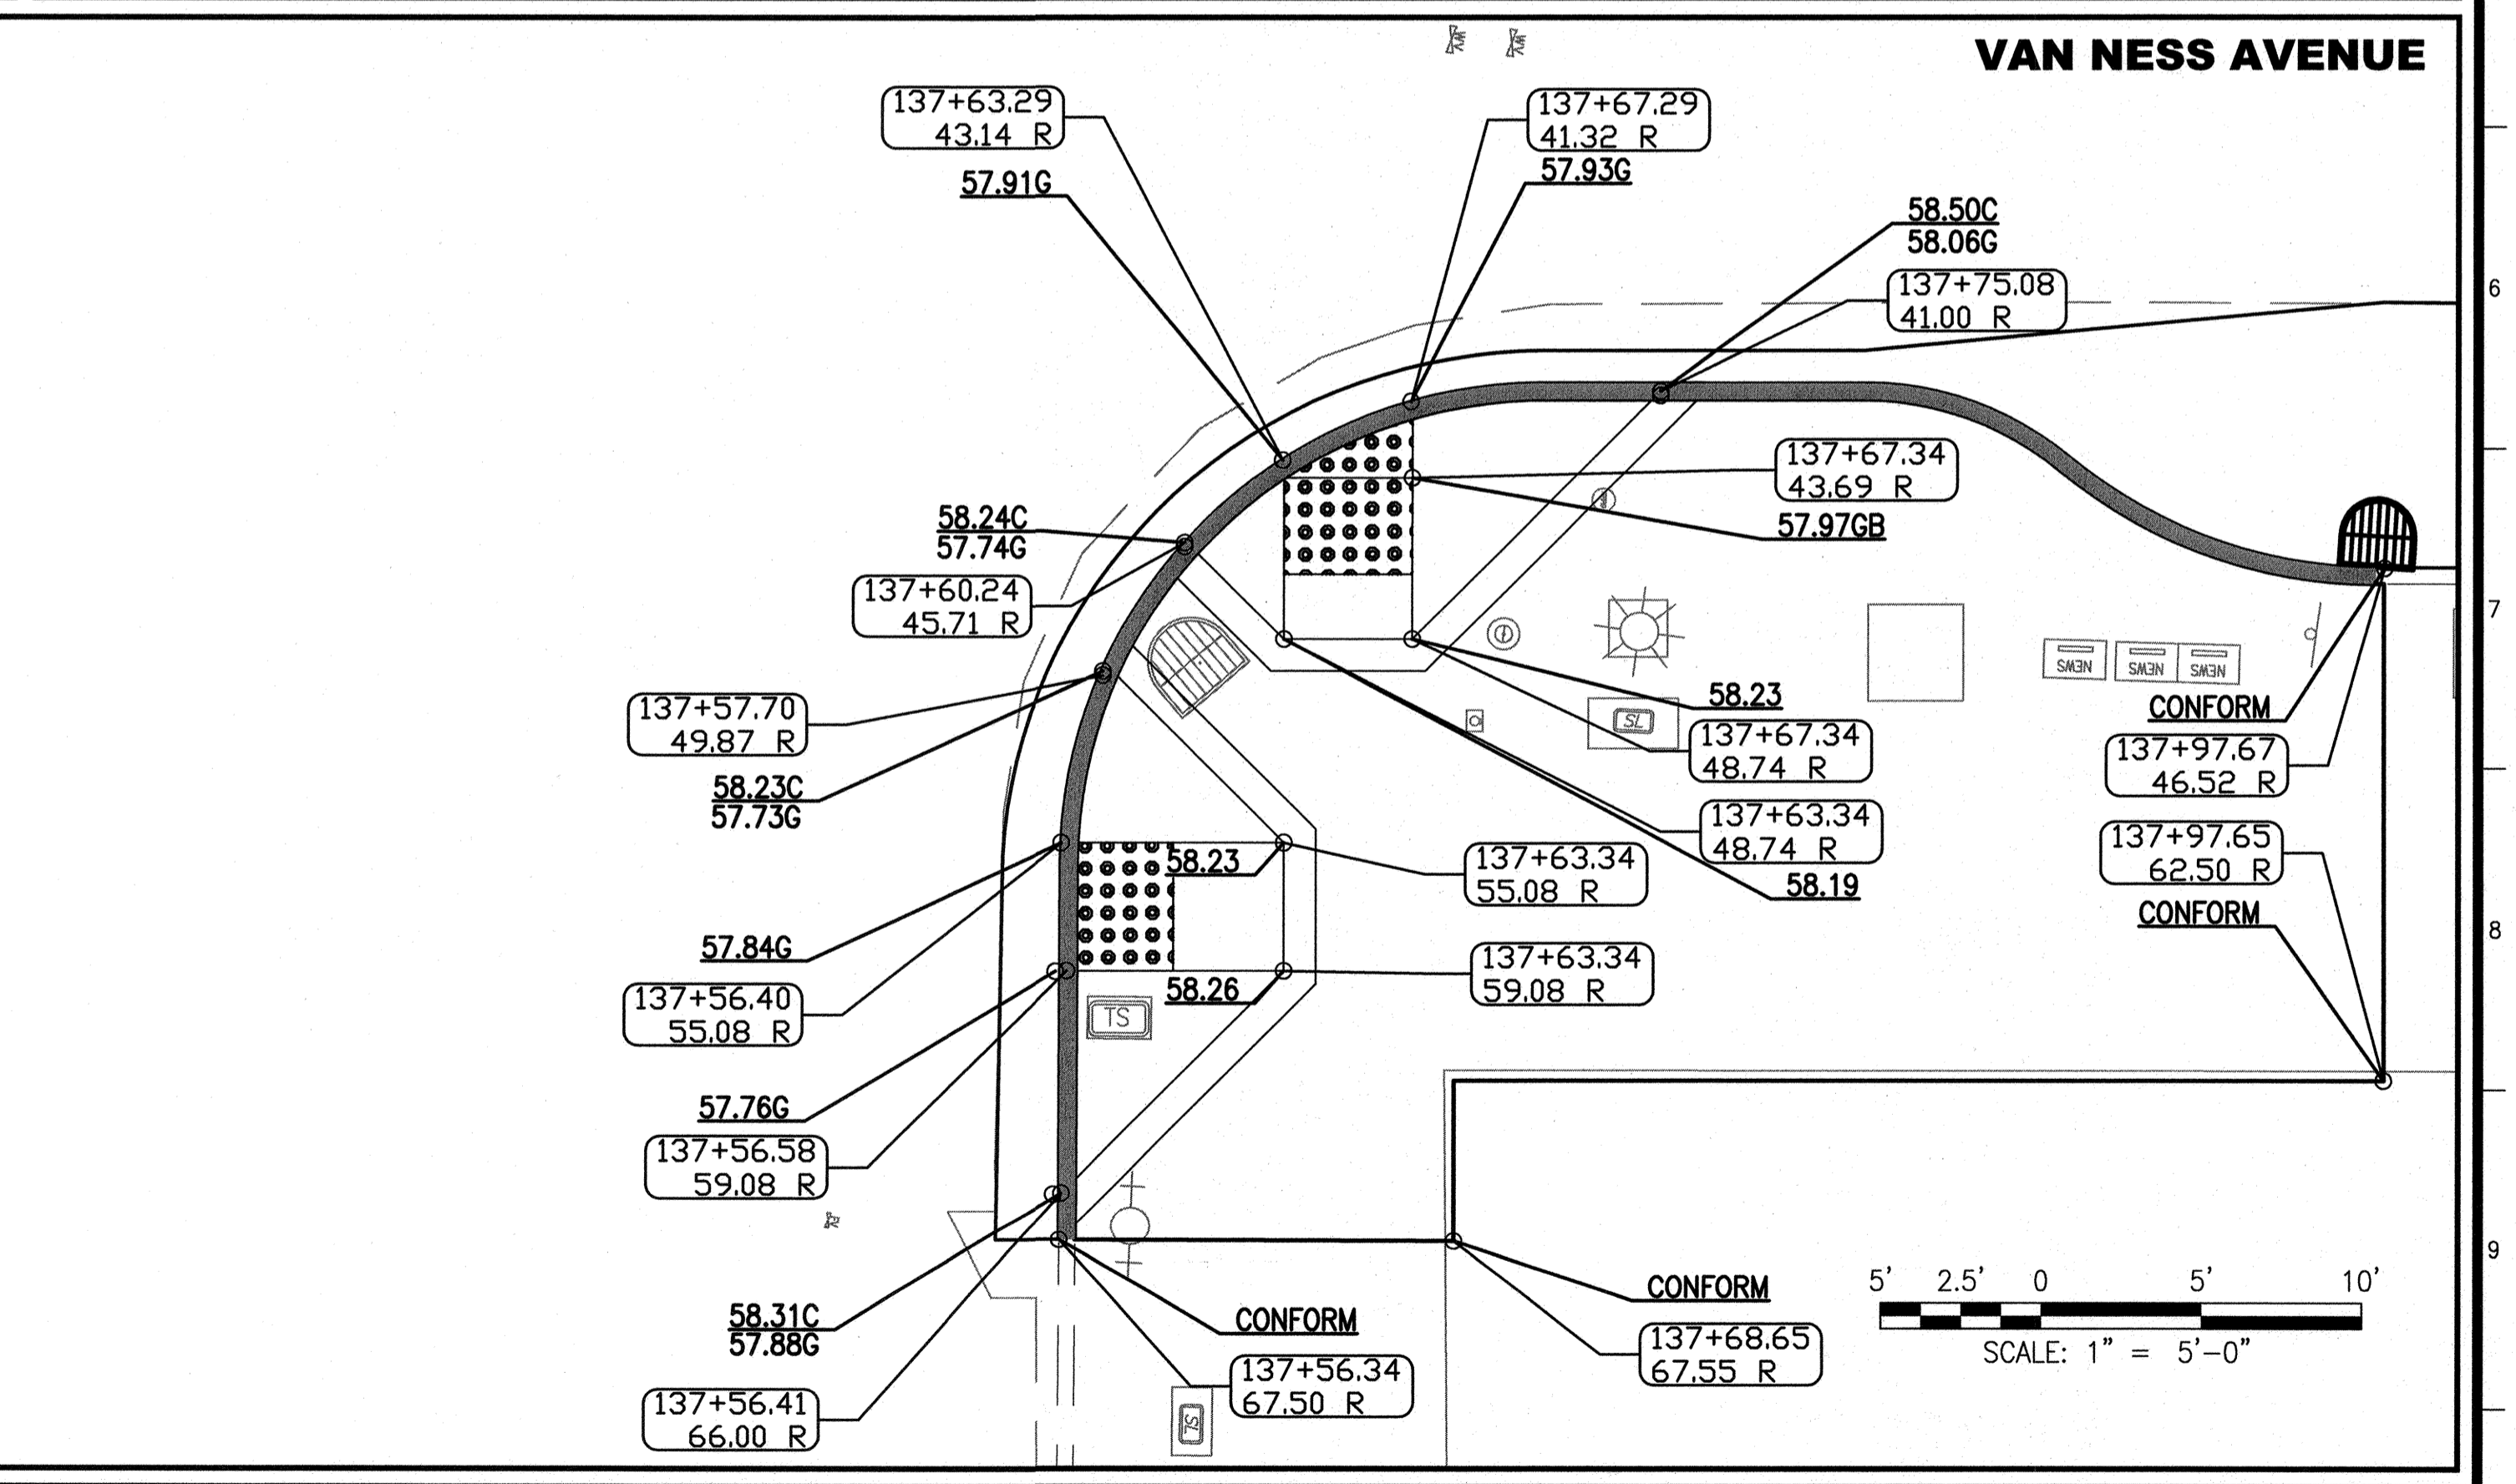 VAN NESS AVENUE
137+63.29
43.14 R
57.91G
137+67.29
41.32 R
57.93G
58.50C
58.06G
137+75.08
41.00 R
6
137+67.34
43.69 R
57.97GB
58.24C
57.74G
137+60.24
45.71 R
7
NEWS
NEWS
NEWS
137+57.70
49.87 R
58.23C
57.73G
SL
58.23
137+67.34
48.74 R
CONFORM
137+97.67
46.52 R
137+63.34
48.74 R
58.19
137+97.65
62.50 R
CONFORM
58.23
137+63.34
55.08 R
57.84G
137+56.40
55.08 R
8
58.26
137+63.34
59.08 R
TS
57.76G
137+56.58
59.08 R
58.31C
57.88G
137+56.41
66.00 R
CONFORM
137+56.34
67.50 R
SL
CONFORM
137+68.65
67.55 R
9
5' 2.5' 0 5' 10'
SCALE: 1" = 5'-0"